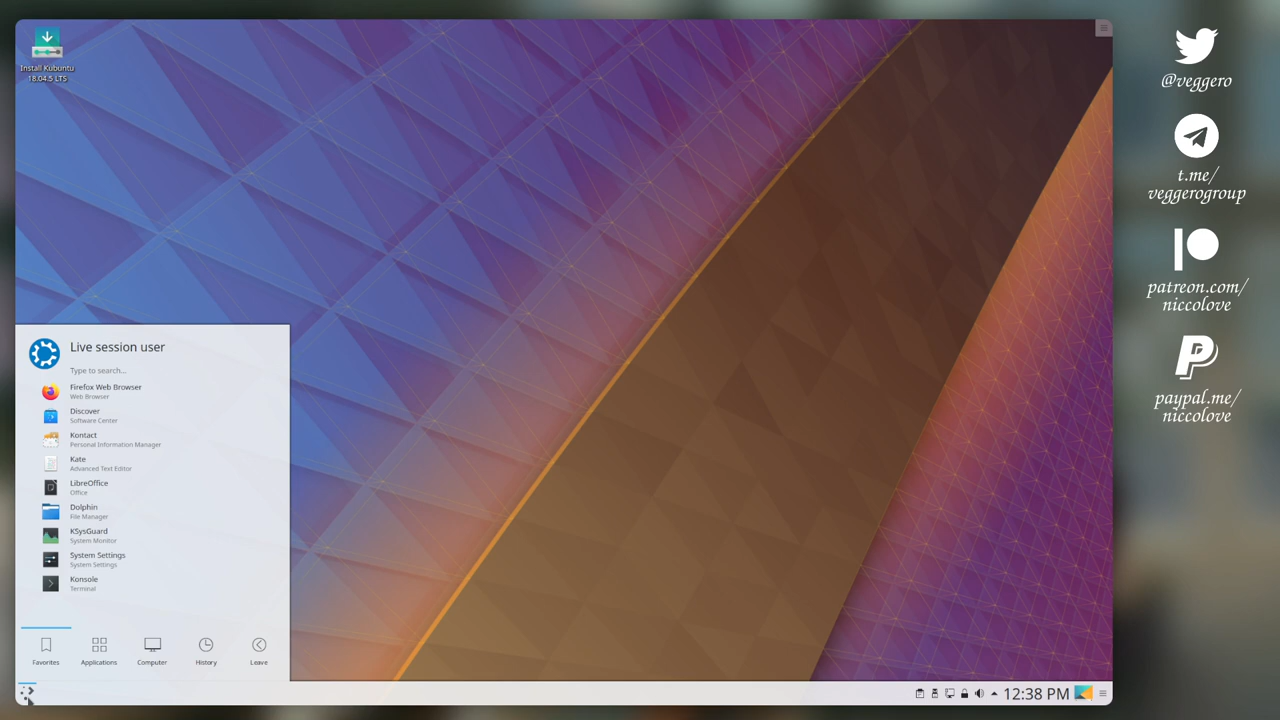 Install Kubuntu
18.04.5 LTS
Live session user
Type to search...
Firefox Web Browser
Web Browser
Discover
Software Center
Kontact
Personal Information Manager
Kate
Advanced Text Editor
LibreOffice
Office
Dolphin
File Manager
KSysGuard
System Monitor
System Settings
System Settings
Konsole
Terminal
Favorites
Applications
Computer
History
Leave
12:38 PM
@veggero
t.me/
veggerogroup
patreon.com/
niccolove
paypal.me/
niccolove